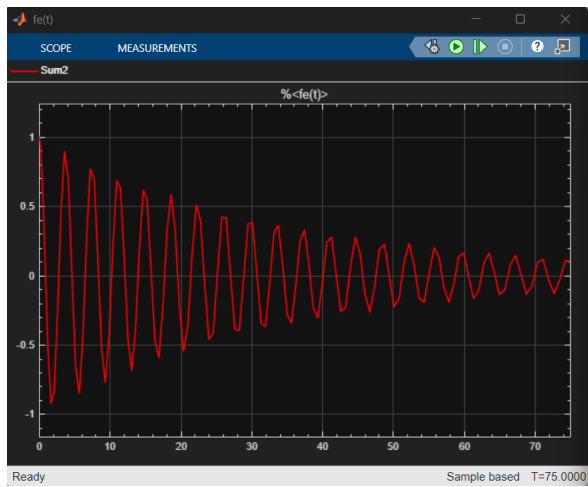 fe(t)
SCOPE MEASUREMENTS ?
Sum2
%<fe(t)>
1
0.5
0
-0.5
-1
0 10 20 30 40 50 60 70
Ready Sample based T=75.0000